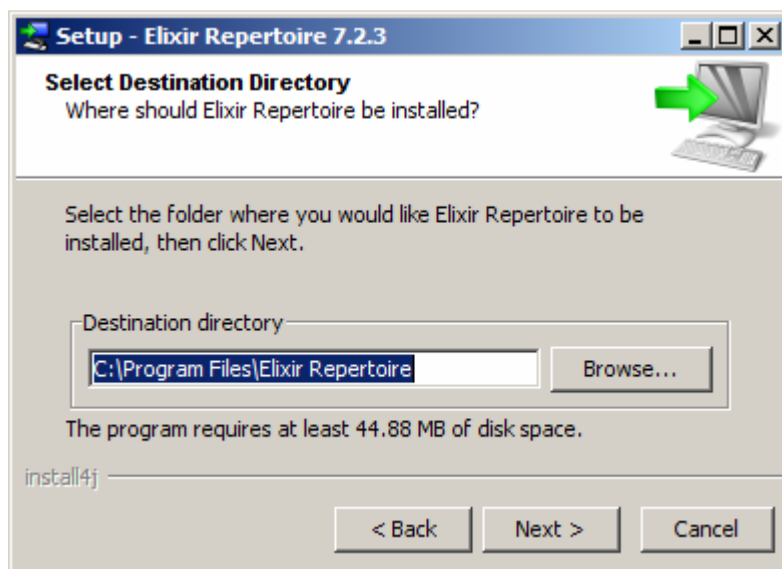 Setup - Elixir Repertoire 7.2.3
Select Destination Directory
Where should Elixir Repertoire be installed?
Select the folder where you would like Elixir Repertoire to be
installed, then click Next.
Destination directory
C:\Program Files\Elixir Repertoire
Browse...
The program requires at least 44.88 MB of disk space.
install4j
< Back
Next >
Cancel